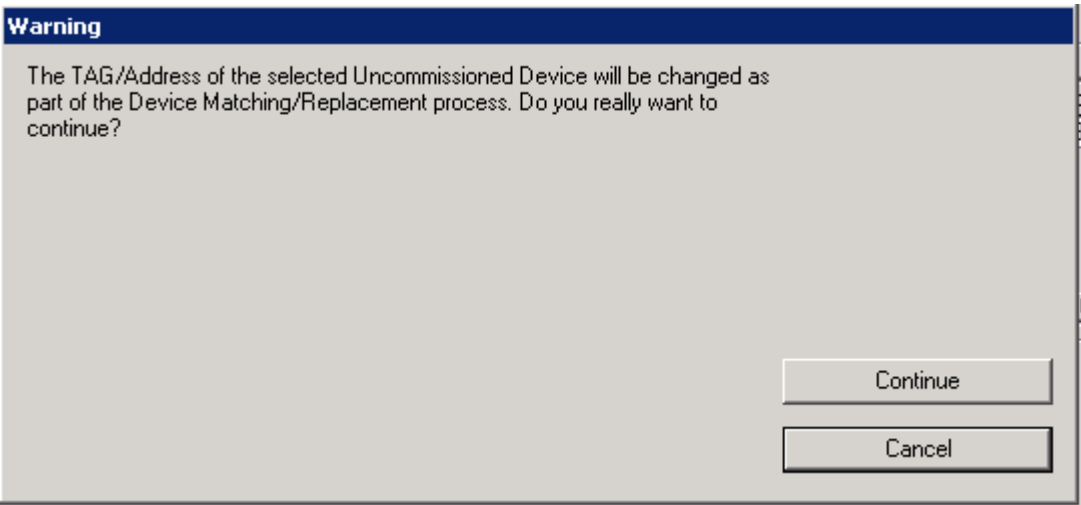 Warning
The TAG/Address of the selected Uncommissioned Device will be changed as
part of the Device Matching/Replacement process. Do you really want to
continue?
Continue
Cancel